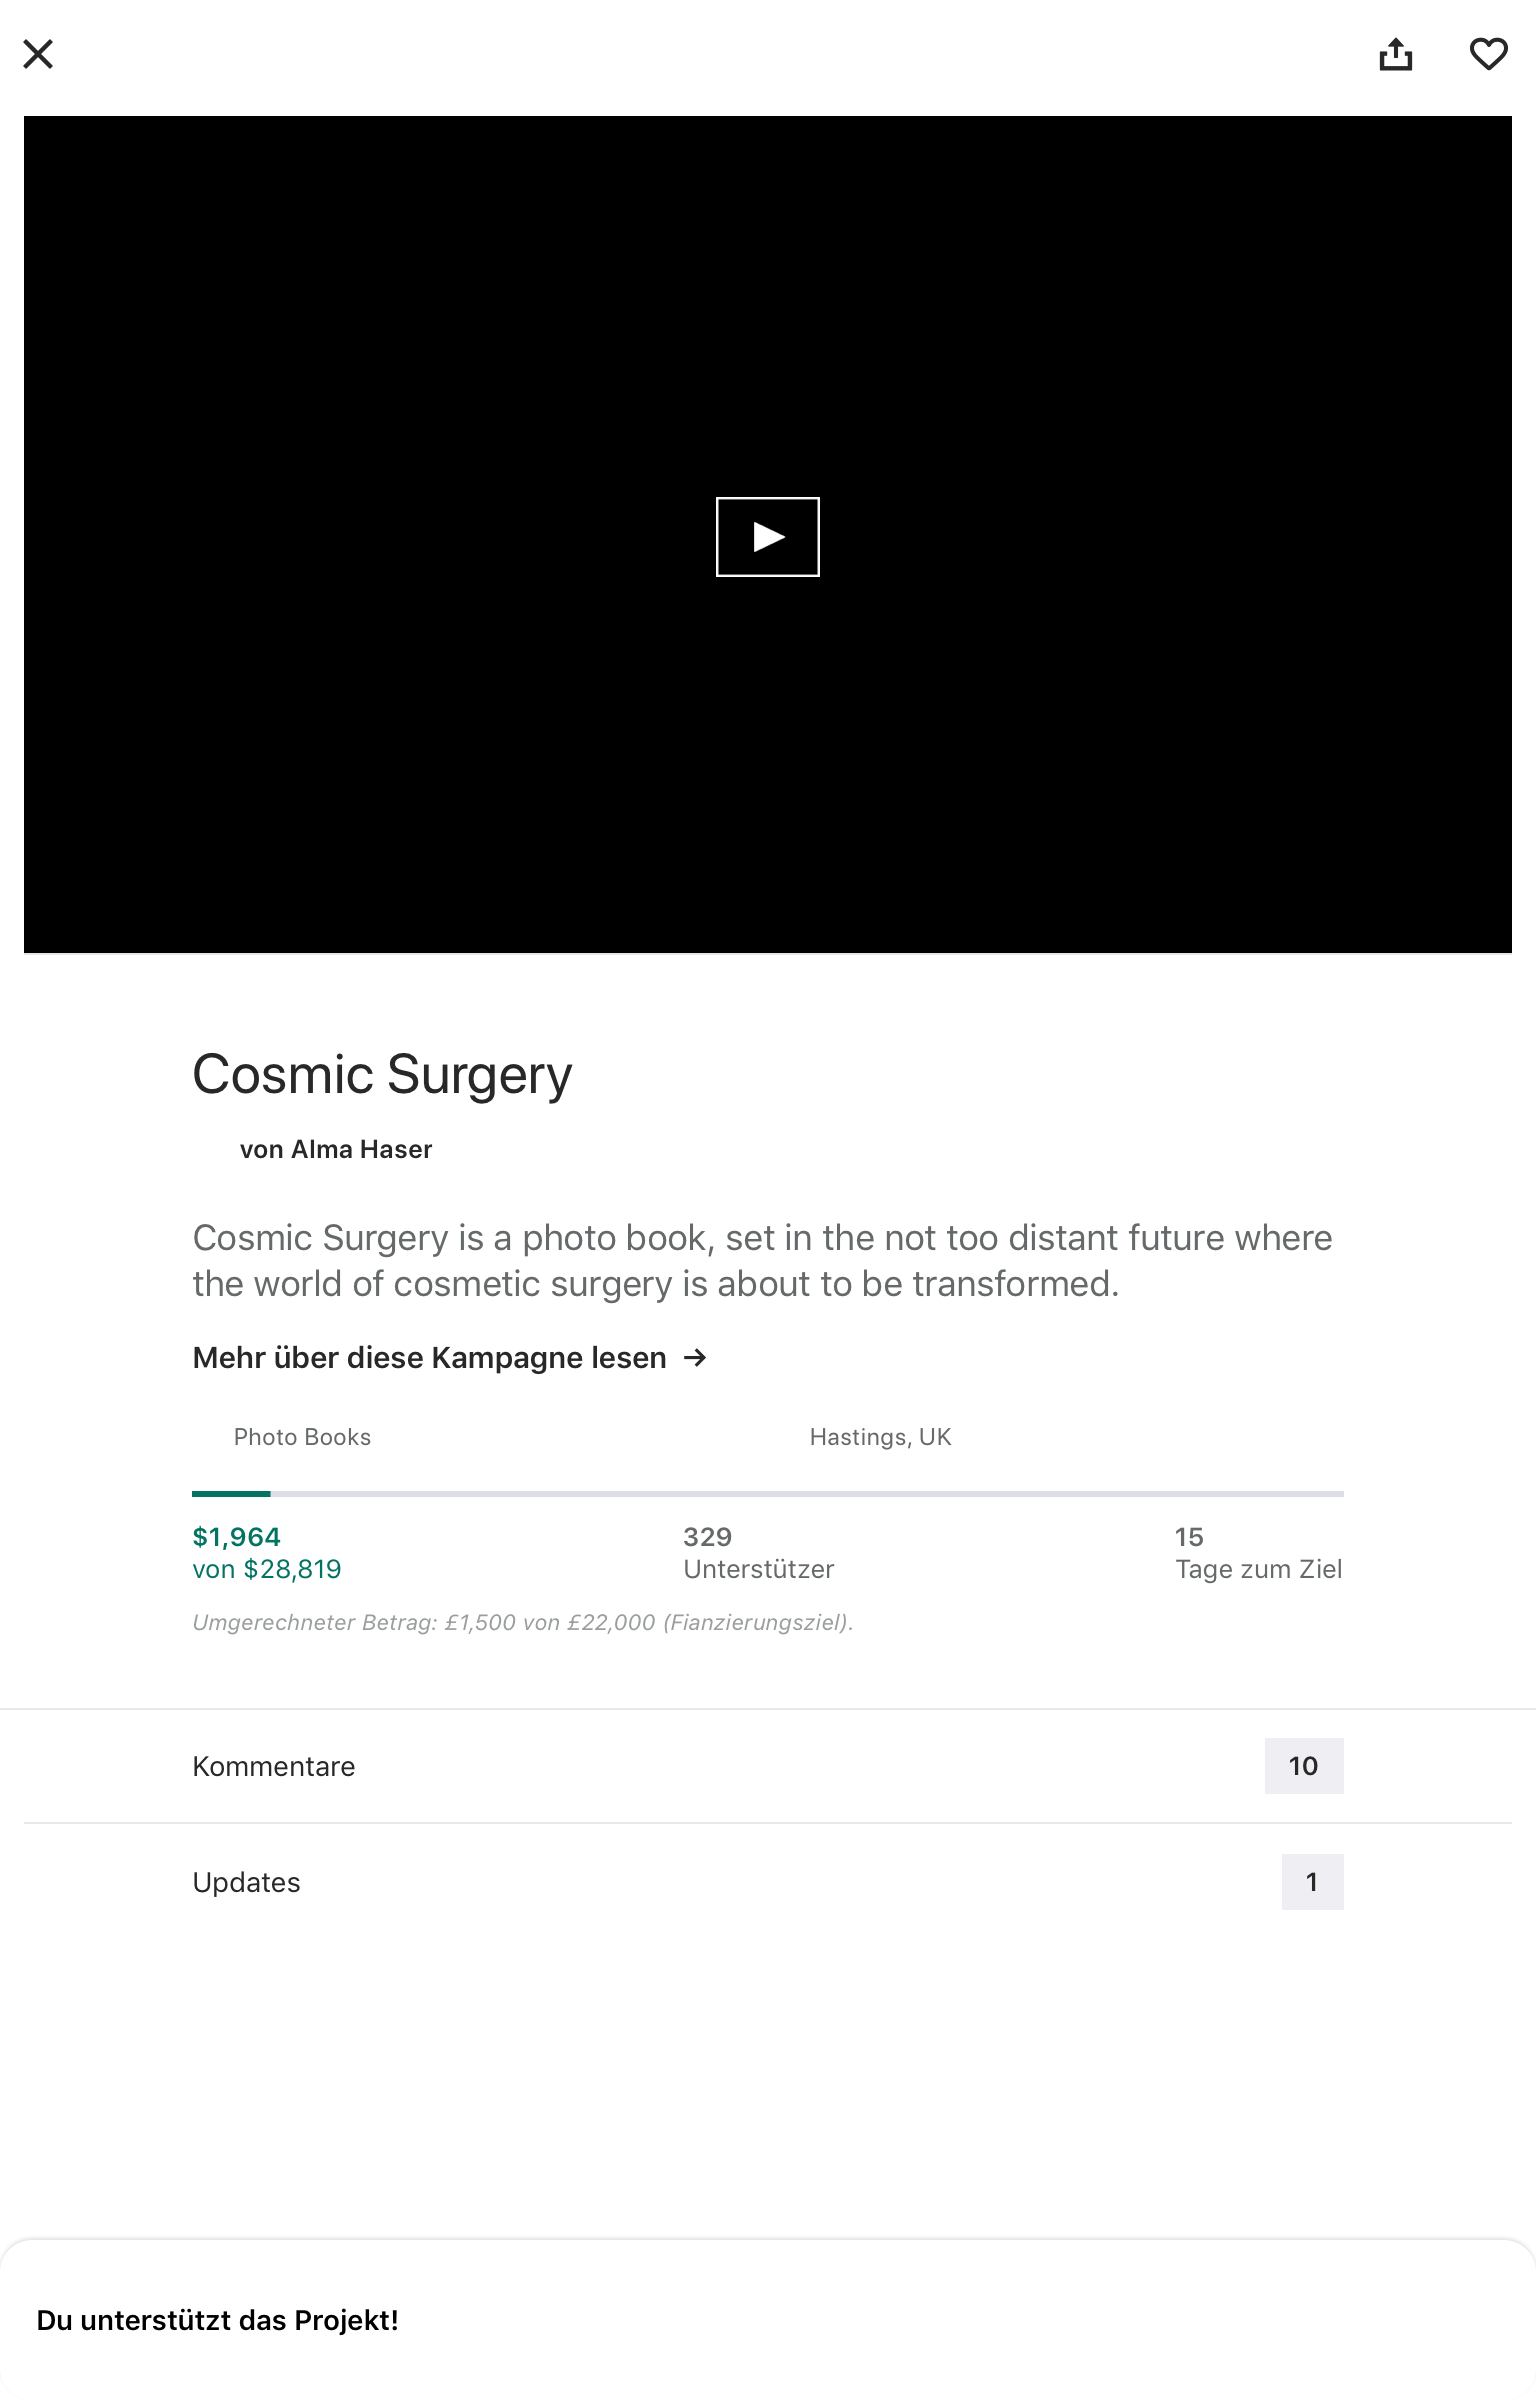 Cosmic Surgery
von Alma Haser
Cosmic Surgery is a photo book, set in the not too distant future where
the world of cosmetic surgery is about to be transformed.
Mehr über diese Kampagne lesen →
Photo Books
Hastings, UK
$1,964
von $28,819
329
Unterstützer
15
Tage zum Ziel
Umgerechneter Betrag: £1,500 von £22,000 (Fianzierungsziel).
Kommentare
10
Updates
1
Du unterstützt das Projekt!